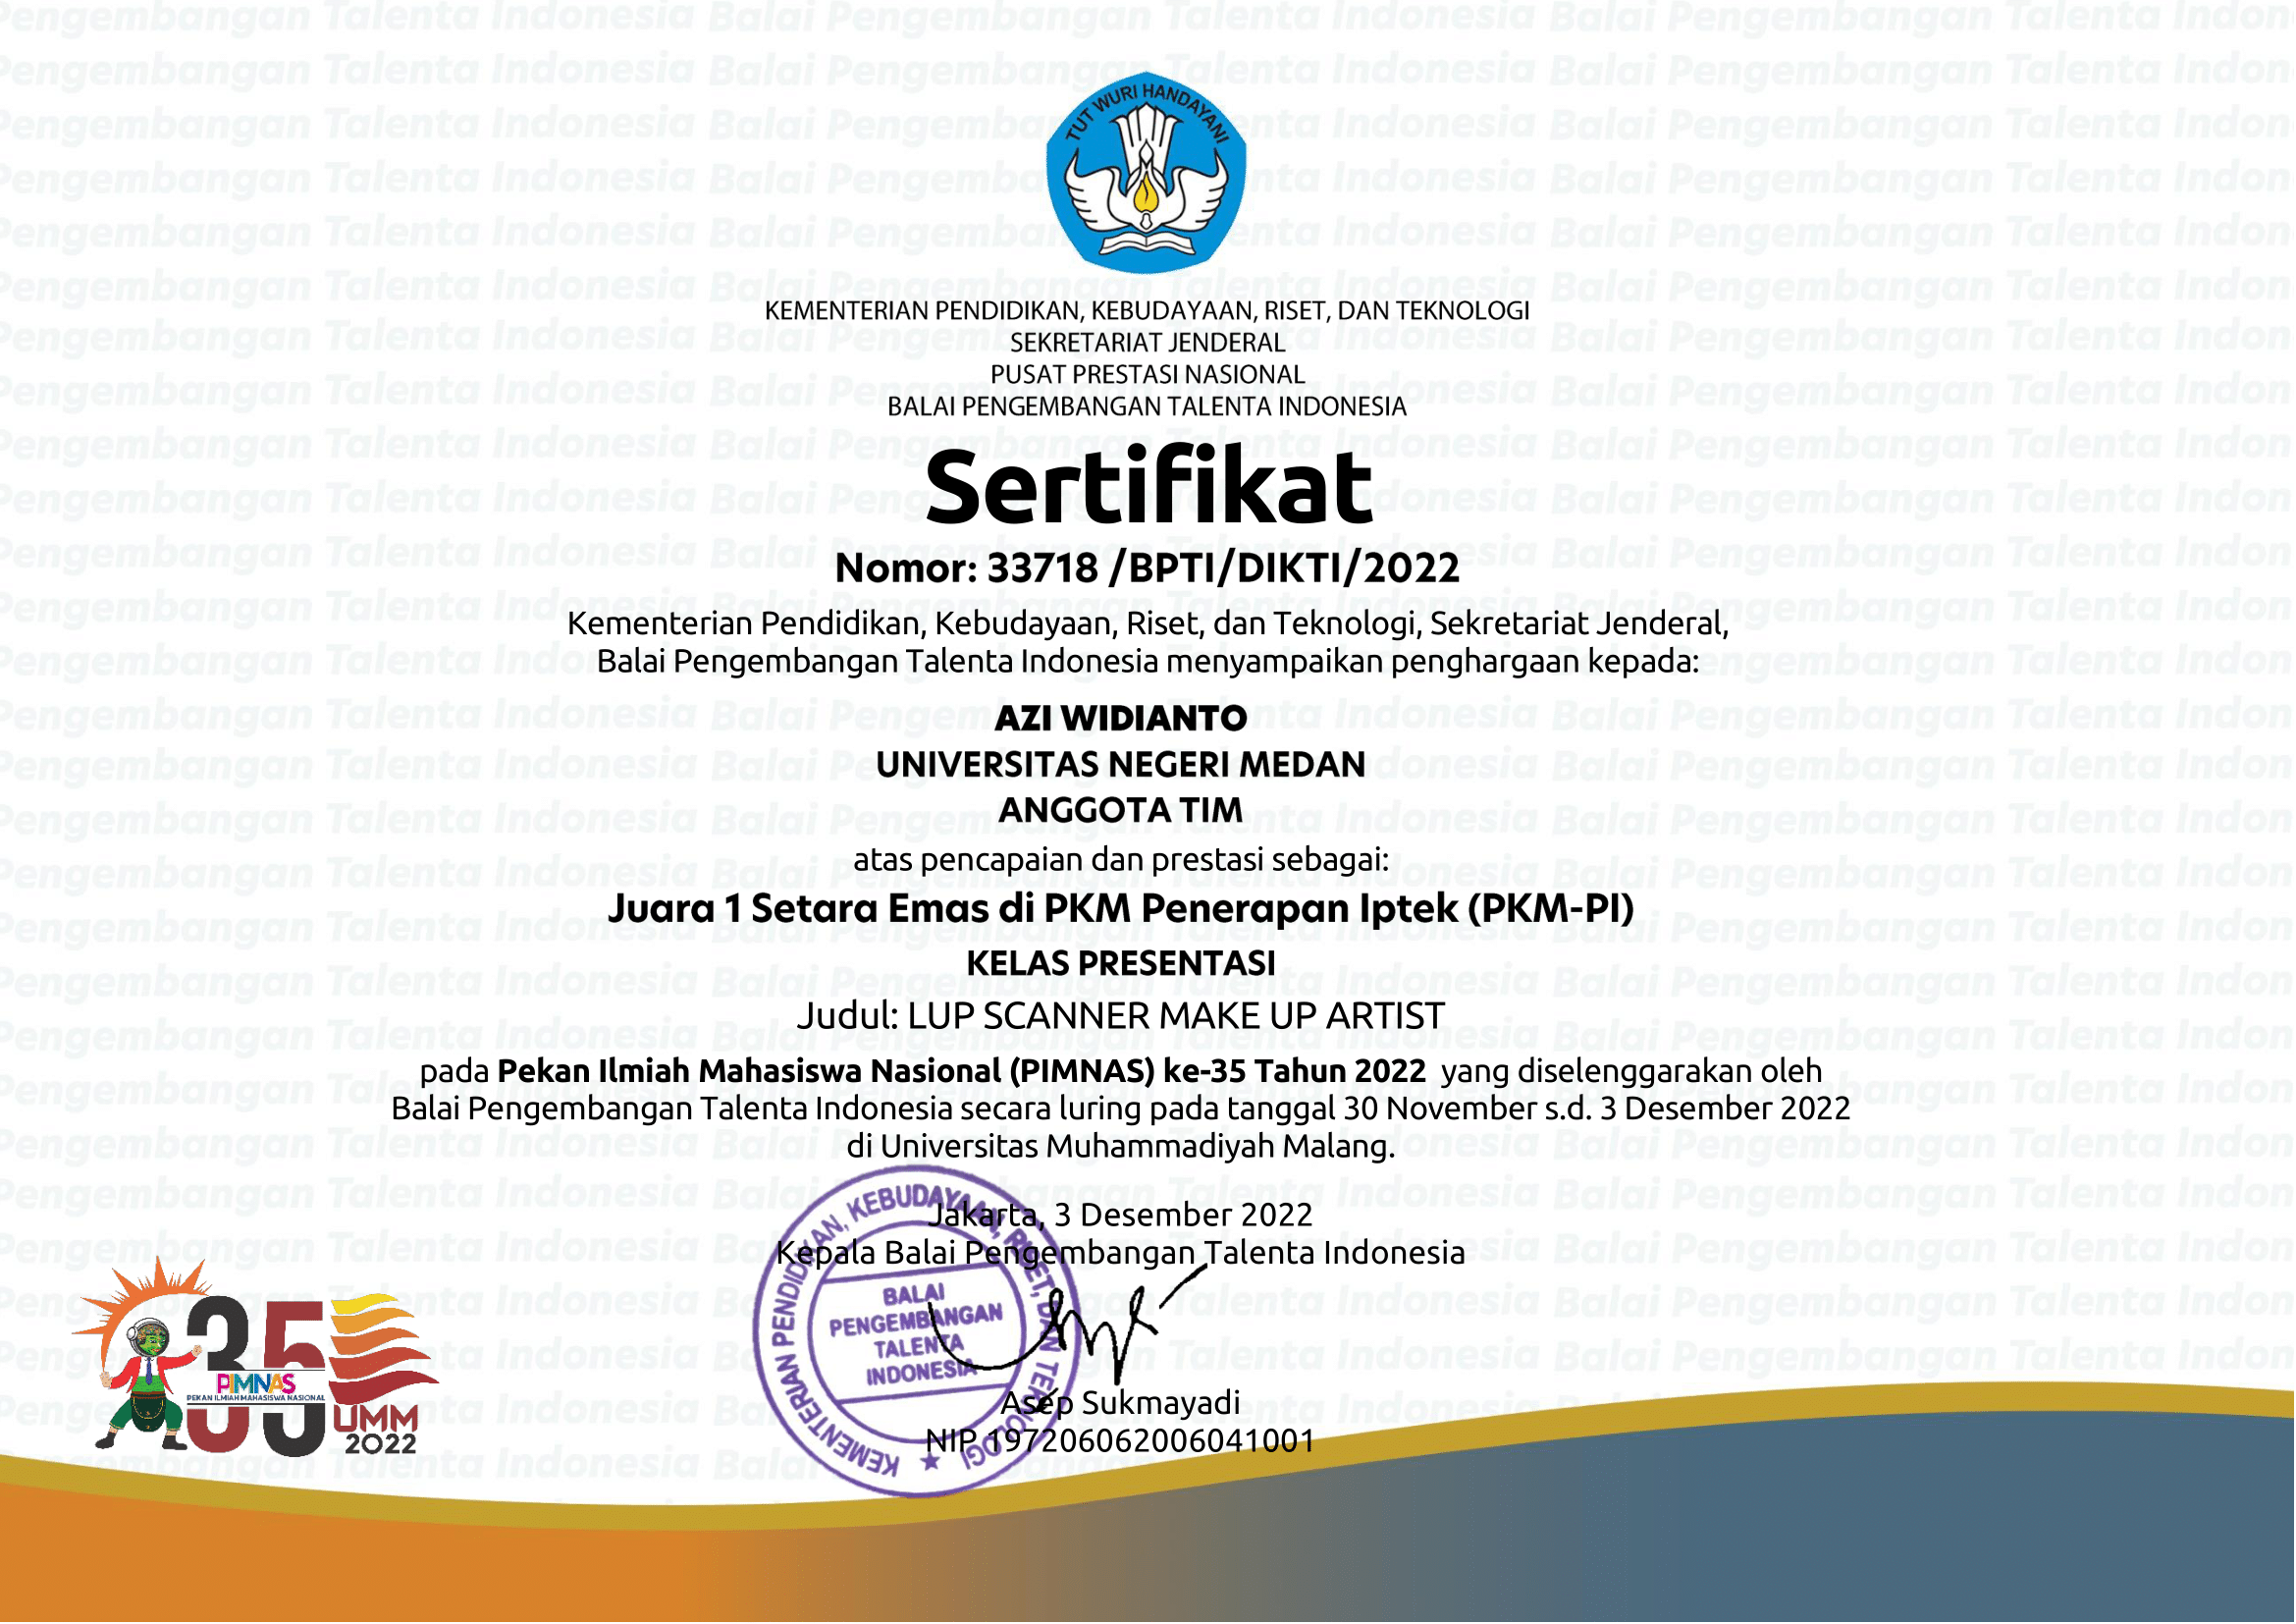 TUT WURI HANDAYANI
KEMENTERIAN PENDIDIKAN, KEBUDAYAAN, RISET, DAN TEKNOLOGI
SEKRETARIAT JENDERAL
PUSAT PRESTASI NASIONAL
BALAI PENGEMBANGAN TALENTA INDONESIA
Sertifikat
Nomor: 33718 /BPTI/DIKTI/2022
Kementerian Pendidikan, Kebudayaan, Riset, dan Teknologi, Sekretariat Jenderal,
Balai Pengembangan Talenta Indonesia menyampaikan penghargaan kepada:
AZI WIDIANTO
UNIVERSITAS NEGERI MEDAN
ANGGOTA TIM
atas pencapaian dan prestasi sebagai:
Juara 1 Setara Emas di PKM Penerapan Iptek (PKM-PI)
KELAS PRESENTASI
Judul: LUP SCANNER MAKE UP ARTIST
pada Pekan Ilmiah Mahasiswa Nasional (PIMNAS) ke-35 Tahun 2022 yang diselenggarakan oleh
Balai Pengembangan Talenta Indonesia secara luring pada tanggal 30 November s.d. 3 Desember 2022
di Universitas Muhammadiyah Malang.
Jakarta, 3 Desember 2022
Kepala Balai Pengembangan Talenta Indonesia
KEMENTERIAN PENDIDIKAN, KEBUDAYAAN, RISET, DAN TEKNOLOGI
BALAI
PENGEMBANGAN
TALENTA
INDONESIA
Asep Sukmayadi
NIP 197206062006041001
35
PIMNAS
PEKAN ILMIAH MAHASISWA NASIONAL
UMM
2022
Balai Pengembangan Talenta Indonesia